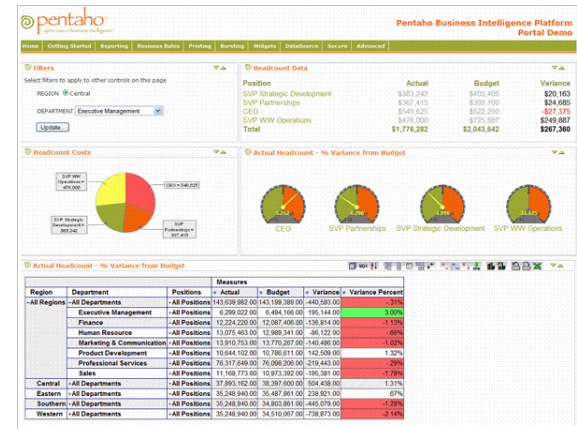 pentaho
open source business intelligence
Pentaho Business Intelligence Platform
Portal Demo
Home Getting Started Reporting Business Rules Printing Bursting Widgets DataSource Secure Advanced
Filters
Select filters to apply to other controls on this page
REGION Central
DEPARTMENT Executive Management
Update
Headcount Data
Position Actual Budget Variance
SVP Strategic Development $383,242 $403,405 $20,163
SVP Partnerships $367,415 $392,100 $24,685
CEO $549,625 $522,250 -$27,375
SVP WW Operations $476,000 $725,887 $249,887
Total $1,776,282 $2,043,642 $267,360
Headcount Costs
SVP WW
Operations =
CEO = 549,625
SVP Strategic
Development =
383,242
SVP
Partnerships =
367,415
Actual Headcount - % Variance from Budget
CEO SVP Partnerships SVP Strategic Development SVP WW Operations
Actual Headcount - % Variance from Budget
Measures
Region Department Positions Actual Budget Variance Variance Percent
All Regions All Departments All Positions 143,639,982.00 143,199,389.00 -440,593.00 -.31%
Executive Management All Positions 6,299,022.00 6,494,166.00 195,144.00 3.00%
Finance All Positions 12,224,220.00 12,087,406.00 -136,814.00 -1.13%
Human Resource All Positions 13,075,463.00 12,989,341.00 -86,122.00 -.66%
Marketing & Communication All Positions 13,910,753.00 13,770,267.00 -140,486.00 -1.02%
Product Development All Positions 10,644,102.00 10,786,611.00 142,509.00 1.32%
Professional Services All Positions 76,317,649.00 76,098,206.00 -219,443.00 -.29%
Sales All Positions 11,168,773.00 10,973,392.00 -195,381.00 -1.78%
Central All Departments All Positions 37,893,162.00 38,397,600.00 504,438.00 1.31%
Eastern All Departments All Positions 35,248,940.00 35,487,861.00 238,921.00 .67%
Southern All Departments All Positions 35,248,940.00 34,803,861.00 -445,079.00 -1.28%
Western All Departments All Positions 35,248,940.00 34,510,067.00 -738,873.00 -2.14%